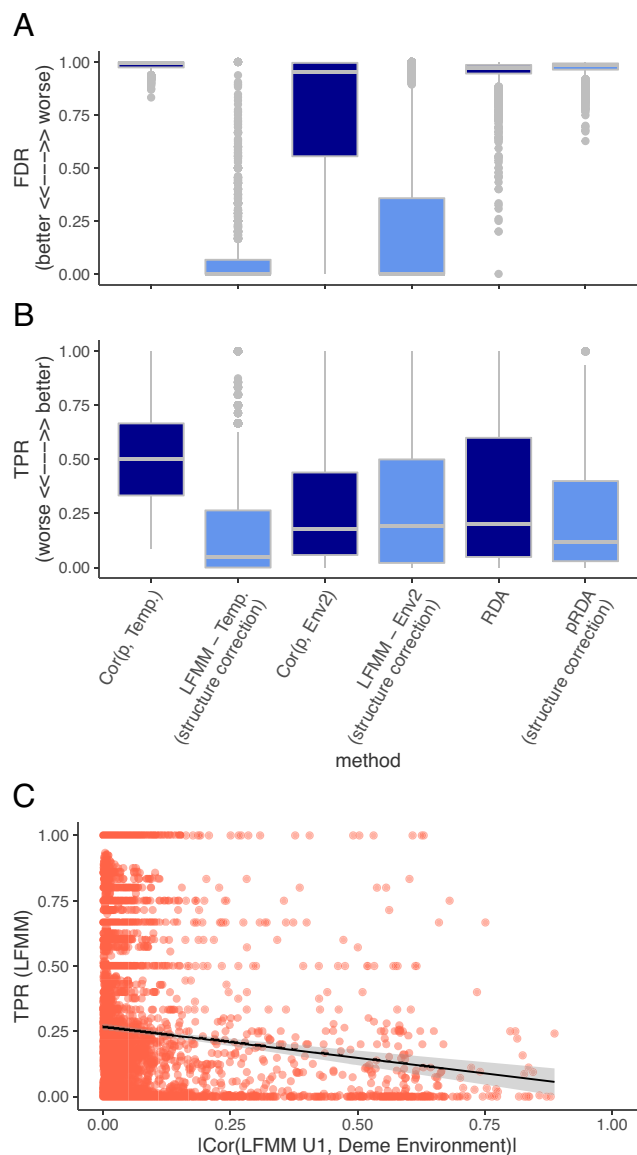 A
1.00
0.75
0.50
0.25
0.00
FDR
(better <<---->> worse)
B
1.00
0.75
0.50
0.25
0.00
TPR
(worse <<---->> better)
Cor(p, Temp.)
LFMM - Temp.
(structure correction)
Cor(p, Env2)
LFMM - Env2
(structure correction)
RDA
pRDA
(structure correction)
method
C
1.00
0.75
0.50
0.25
0.00
TPR (LFMM)
0.00 0.25 0.50 0.75 1.00
|Cor(LFMM U1, Deme Environment)|